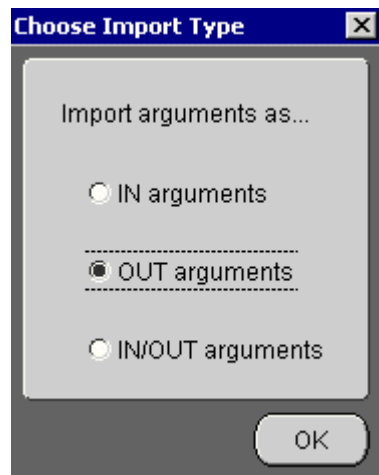 Choose Import Type
Import arguments as...
IN arguments
OUT arguments
IN/OUT arguments
OK